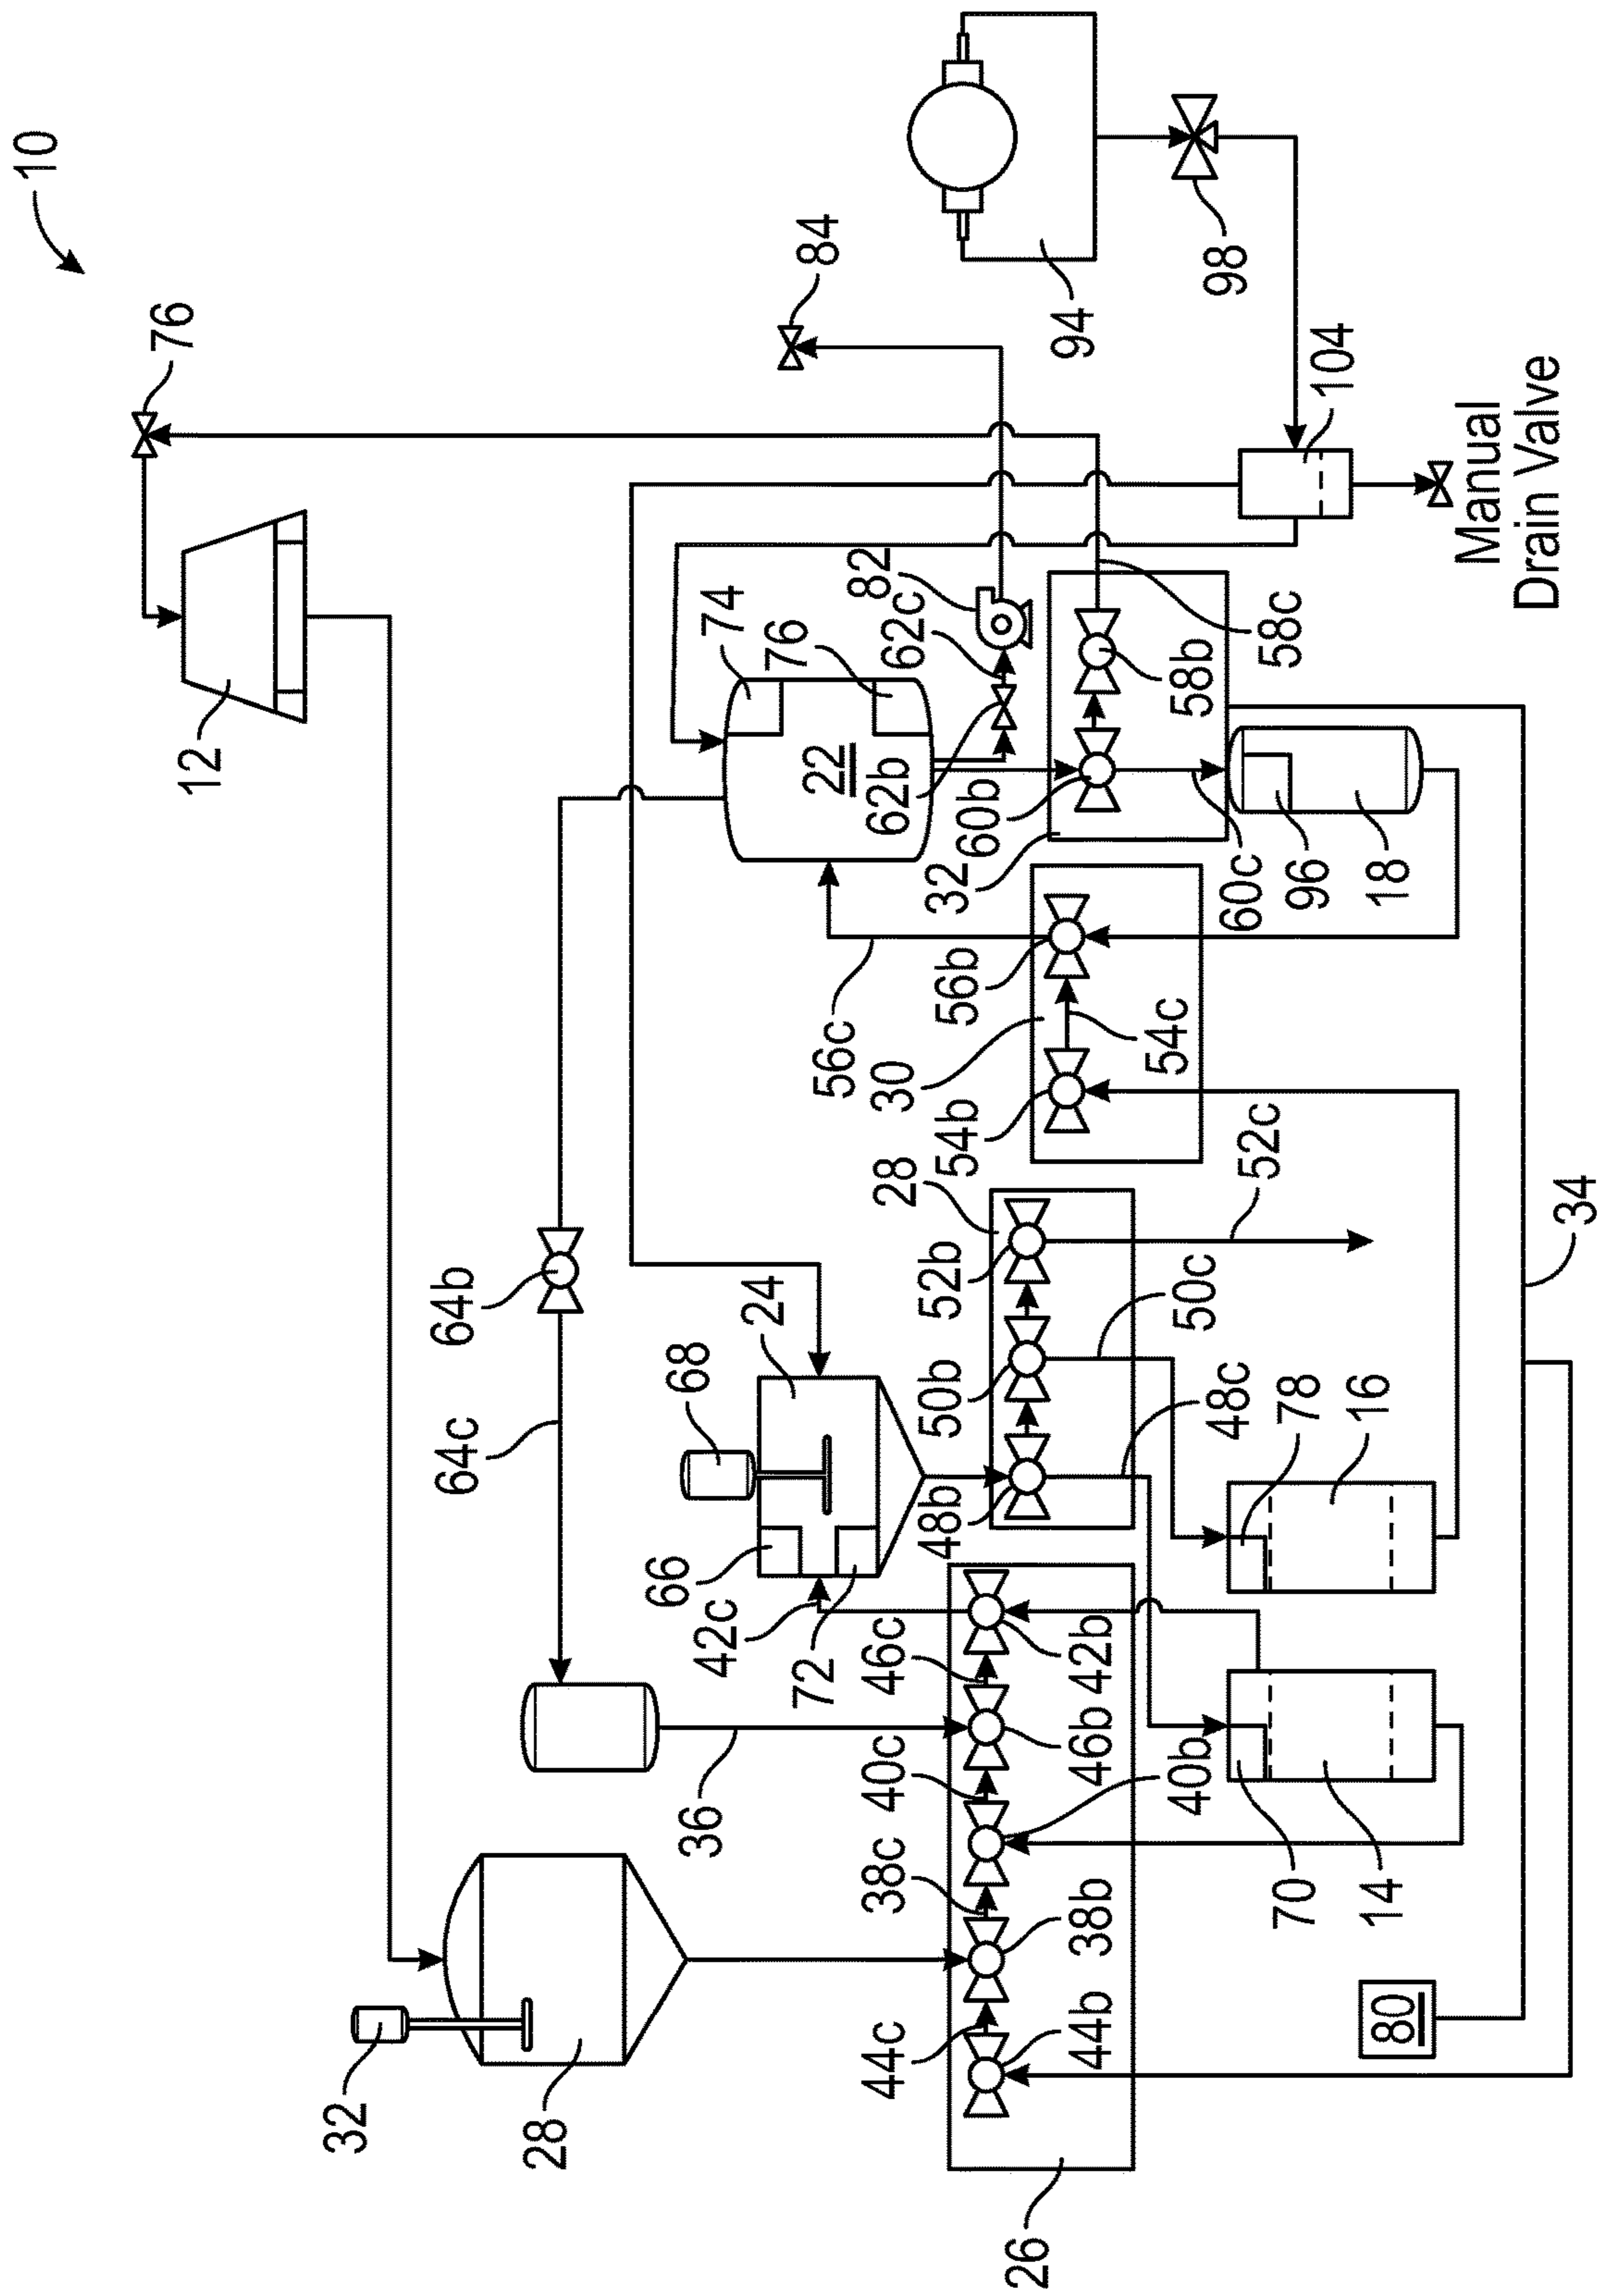 10
76
12
32
64b
64c
28
66
68
36
42c
74
24
76
72
22
84
56c
44c
38c
40c
46c
28
30
62b
62c
82
48b
50b
52b
54b
56b
32
60b
26
94
44b
38b
46b
42b
40b
54c
58b
50c
48c
52c
60c
58c
98
70
78
96
104
14
16
18
80
Manual
Drain Valve
34